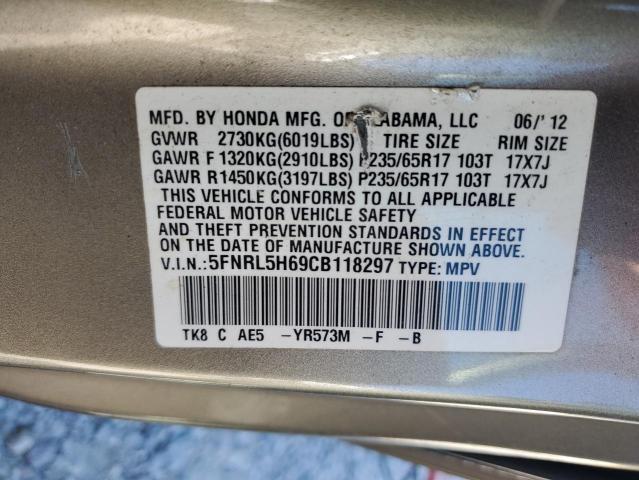 MFD. BY HONDA MFG. OF ALABAMA, LLC 06/'12
GVWR 2730KG(6019LBS) TIRE SIZE RIM SIZE
GAWR F 1320KG(2910LBS) P235/65R17 103T 17X7J
GAWR R1450KG(3197LBS) P235/65R17 103T 17X7J
THIS VEHICLE CONFORMS TO ALL APPLICABLE
FEDERAL MOTOR VEHICLE SAFETY
AND THEFT PREVENTION STANDARDS IN EFFECT
ON THE DATE OF MANUFACTURE SHOWN ABOVE.
V.I.N.:5FNRL5H69CB118297 TYPE: MPV
TK8 C AE5 -YR573M -F -B